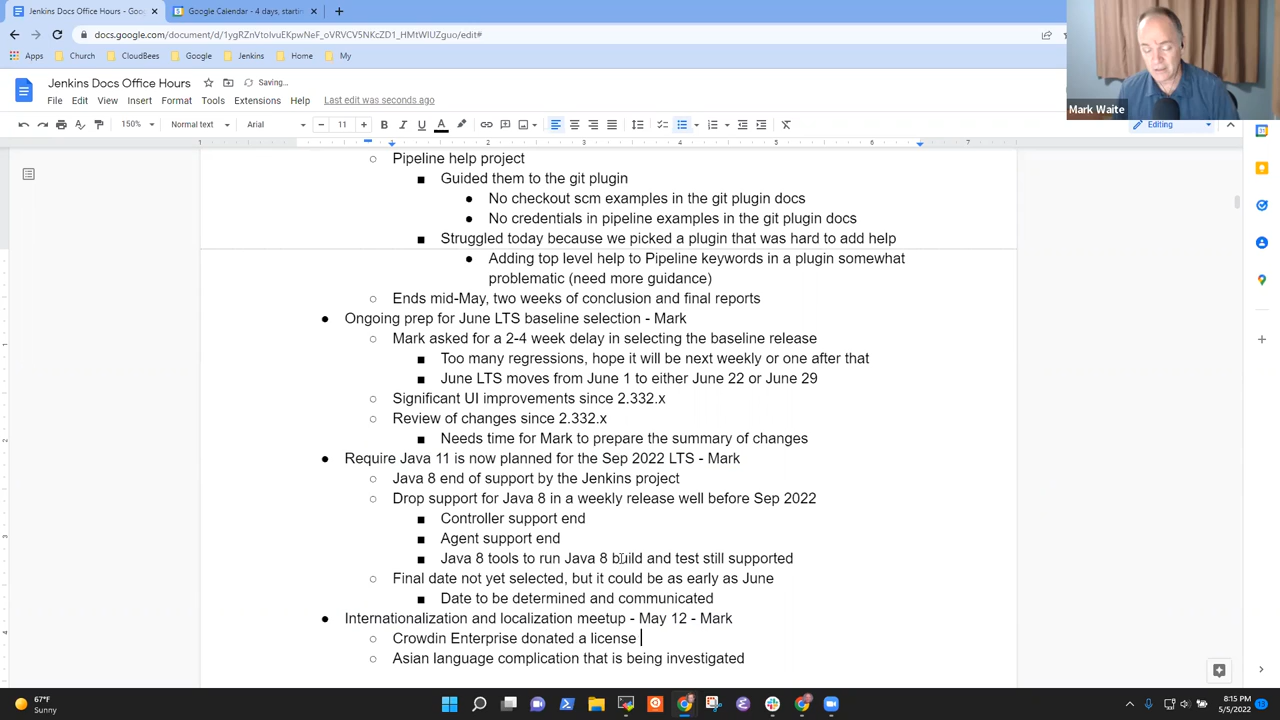 Jenkins Docs Office Hours - ×
Google Calendar - 4 days, startin ×
docs.google.com/document/d/1ygRZnVtoIvuEKpwNeF_oVRVCV5NKcZD1_HMtWIUZguo/edit#
Apps Church CloudBees Google Jenkins Home My
Mark Waite
Jenkins Docs Office Hours Saving…
File Edit View Insert Format Tools Extensions Help Last edit was seconds ago
150% Normal text Arial 11 Editing
1 1 2 3 4 5 6 7
○ Pipeline help project
■ Guided them to the git plugin
● No checkout scm examples in the git plugin docs
● No credentials in pipeline examples in the git plugin docs
■ Struggled today because we picked a plugin that was hard to add help
● Adding top level help to Pipeline keywords in a plugin somewhat
problematic (need more guidance)
○ Ends mid-May, two weeks of conclusion and final reports
● Ongoing prep for June LTS baseline selection - Mark
○ Mark asked for a 2-4 week delay in selecting the baseline release
■ Too many regressions, hope it will be next weekly or one after that
■ June LTS moves from June 1 to either June 22 or June 29
○ Significant UI improvements since 2.332.x
○ Review of changes since 2.332.x
■ Needs time for Mark to prepare the summary of changes
● Require Java 11 is now planned for the Sep 2022 LTS - Mark
○ Java 8 end of support by the Jenkins project
○ Drop support for Java 8 in a weekly release well before Sep 2022
■ Controller support end
■ Agent support end
■ Java 8 tools to run Java 8 build and test still supported
○ Final date not yet selected, but it could be as early as June
■ Date to be determined and communicated
● Internationalization and localization meetup - May 12 - Mark
○ Crowdin Enterprise donated a license
○ Asian language complication that is being investigated
67°F
Sunny
8:15 PM
5/5/2022